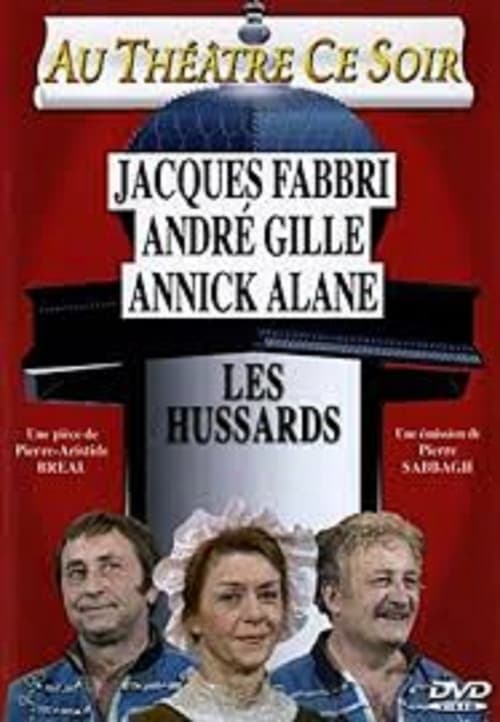 AU THÉÂTRE CE SOIR
JACQUES FABBRI
ANDRÉ GILLE
ANNICK ALANE
LES
HUSSARDS
Une pièce de
Pierre-Aristide
BREAL
Une émission de
Pierre
SABBAGH
DVD
VIDEO